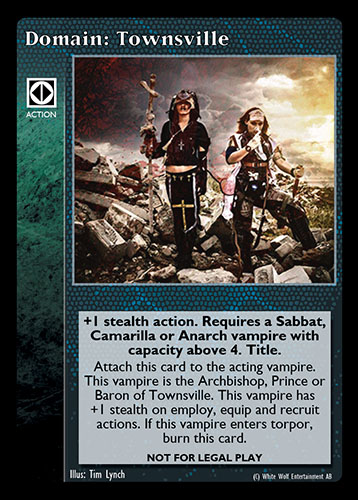 Domain: Townsville
ACTION
+1 stealth action. Requires a Sabbat,
Camarilla or Anarch vampire with
capacity above 4. Title.
Attach this card to the acting vampire.
This vampire is the Archbishop, Prince or
Baron of Townsville. This vampire has
+1 stealth on employ, equip and recruit
actions. If this vampire enters torpor,
burn this card.
NOT FOR LEGAL PLAY
Illus: Tim Lynch
(C) White Wolf Entertainment AB